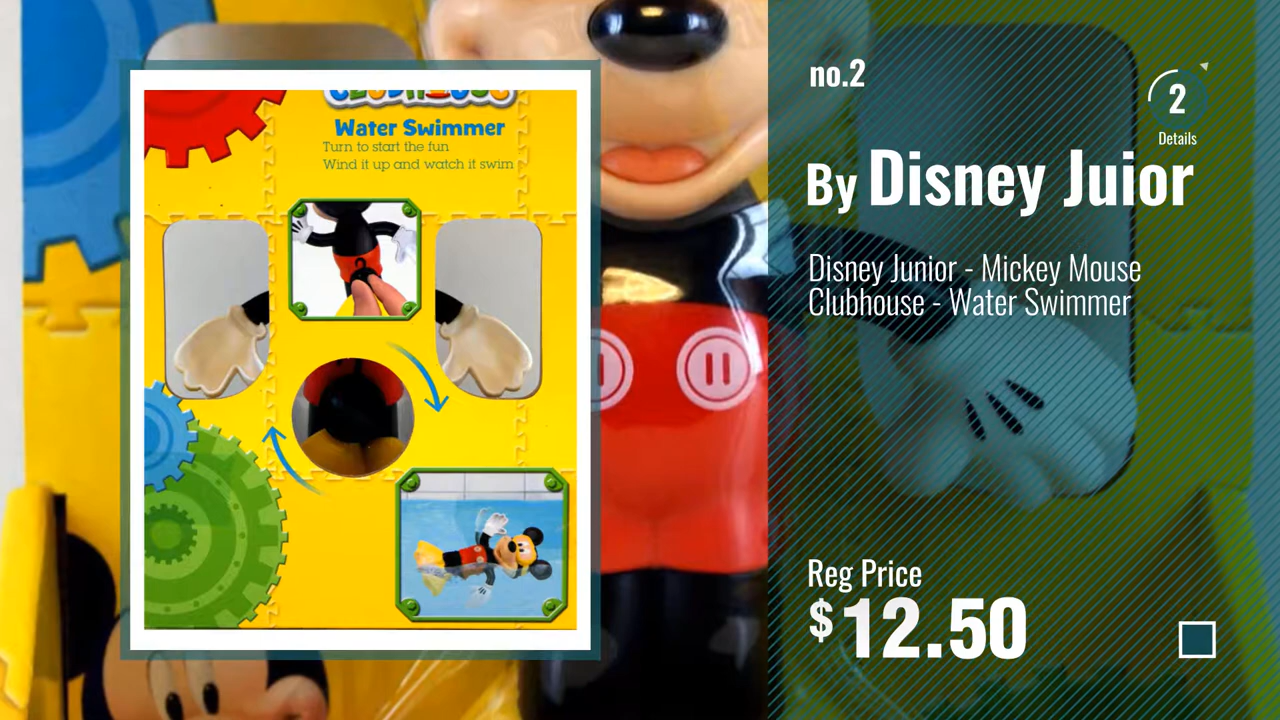 CLUBHOUSE
Water Swimmer
Turn to start the fun
Wind it up and watch it swim
no.2
2
Details
By Disney Juior
Disney Junior - Mickey Mouse
Clubhouse - Water Swimmer
Reg Price
$12.50